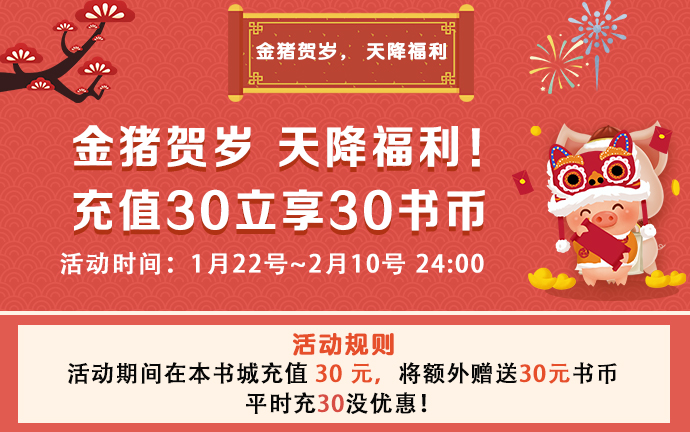 金猪贺岁，天降福利
金猪贺岁 天降福利！
充值30立享30书币
活动时间：1月22号~2月10号 24:00
活动规则
活动期间在本书城充值 30 元，将额外赠送30元书币
平时充30没优惠！